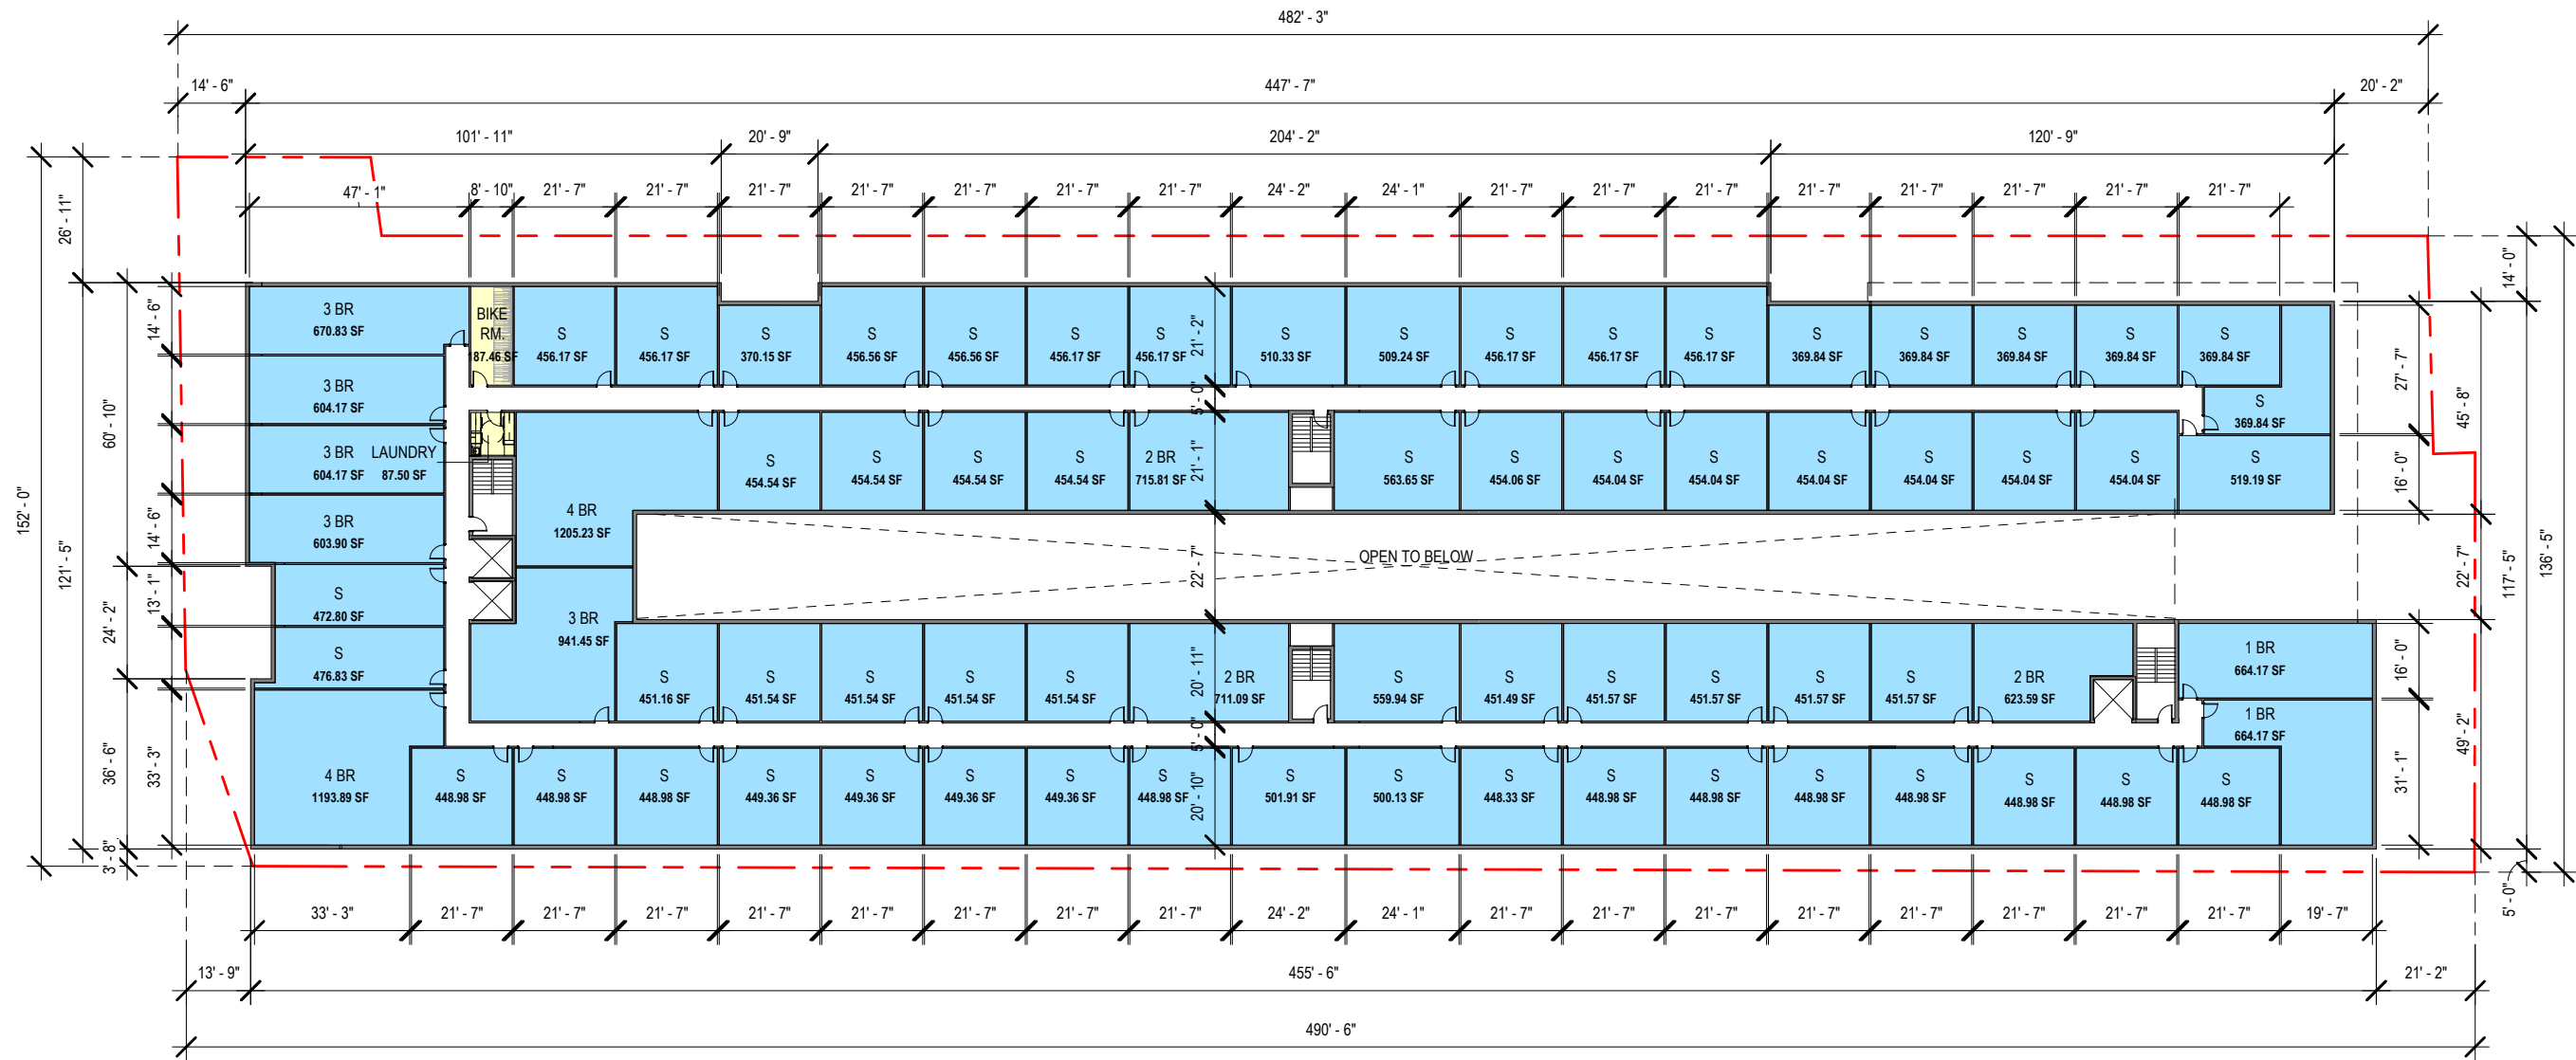 482' - 3"
14' - 6"
447' - 7"
20' - 2"
101' - 11"
20' - 9"
204' - 2"
120' - 9"
47' - 1"
8' - 10"
21' - 7"
21' - 7"
21' - 7"
21' - 7"
21' - 7"
21' - 7"
21' - 7"
24' - 2"
24' - 1"
21' - 7"
21' - 7"
21' - 7"
21' - 7"
21' - 7"
21' - 7"
21' - 7"
21' - 7"
152' - 0"
26' - 11"
121' - 5"
60' - 10"
24' - 2"
36' - 6"
3' - 8"
14' - 6"
14' - 6"
13' - 1"
33' - 3"
3 BR
670.83 SF
BIKE
RM.
187.46 SF
S
456.17 SF
S
456.17 SF
S
370.15 SF
S
456.56 SF
S
456.56 SF
S
456.17 SF
S
456.17 SF
21' - 2"
S
510.33 SF
S
509.24 SF
S
456.17 SF
S
456.17 SF
S
456.17 SF
S
369.84 SF
S
369.84 SF
S
369.84 SF
S
369.84 SF
S
369.84 SF
3 BR
604.17 SF
5' - 0"
S
369.84 SF
3 BR
604.17 SF
LAUNDRY
87.50 SF
4 BR
1205.23 SF
S
454.54 SF
S
454.54 SF
S
454.54 SF
S
454.54 SF
2 BR
715.81 SF
21' - 1"
S
563.65 SF
S
454.06 SF
S
454.04 SF
S
454.04 SF
S
454.04 SF
S
454.04 SF
S
454.04 SF
S
454.04 SF
S
519.19 SF
3 BR
603.90 SF
22' - 7"
OPEN TO BELOW
S
472.80 SF
S
476.83 SF
3 BR
941.45 SF
S
451.16 SF
S
451.54 SF
S
451.54 SF
S
451.54 SF
S
451.54 SF
20' - 11"
2 BR
711.09 SF
S
559.94 SF
S
451.49 SF
S
451.57 SF
S
451.57 SF
S
451.57 SF
S
451.57 SF
2 BR
623.59 SF
1 BR
664.17 SF
1 BR
664.17 SF
5' - 0"
4 BR
1193.89 SF
S
448.98 SF
S
448.98 SF
S
448.98 SF
S
449.36 SF
S
449.36 SF
S
449.36 SF
S
449.36 SF
S
448.98 SF
20' - 10"
S
501.91 SF
S
500.13 SF
S
448.33 SF
S
448.98 SF
S
448.98 SF
S
448.98 SF
S
448.98 SF
S
448.98 SF
S
448.98 SF
S
448.98 SF
27' - 7"
16' - 0"
16' - 0"
31' - 1"
45' - 8"
22' - 7"
49' - 2"
14' - 0"
117' - 5"
5' - 0"
136' - 5"
33' - 3"
21' - 7"
21' - 7"
21' - 7"
21' - 7"
21' - 7"
21' - 7"
21' - 7"
21' - 7"
24' - 2"
24' - 1"
21' - 7"
21' - 7"
21' - 7"
21' - 7"
21' - 7"
21' - 7"
21' - 7"
21' - 7"
19' - 7"
13' - 9"
455' - 6"
21' - 2"
490' - 6"